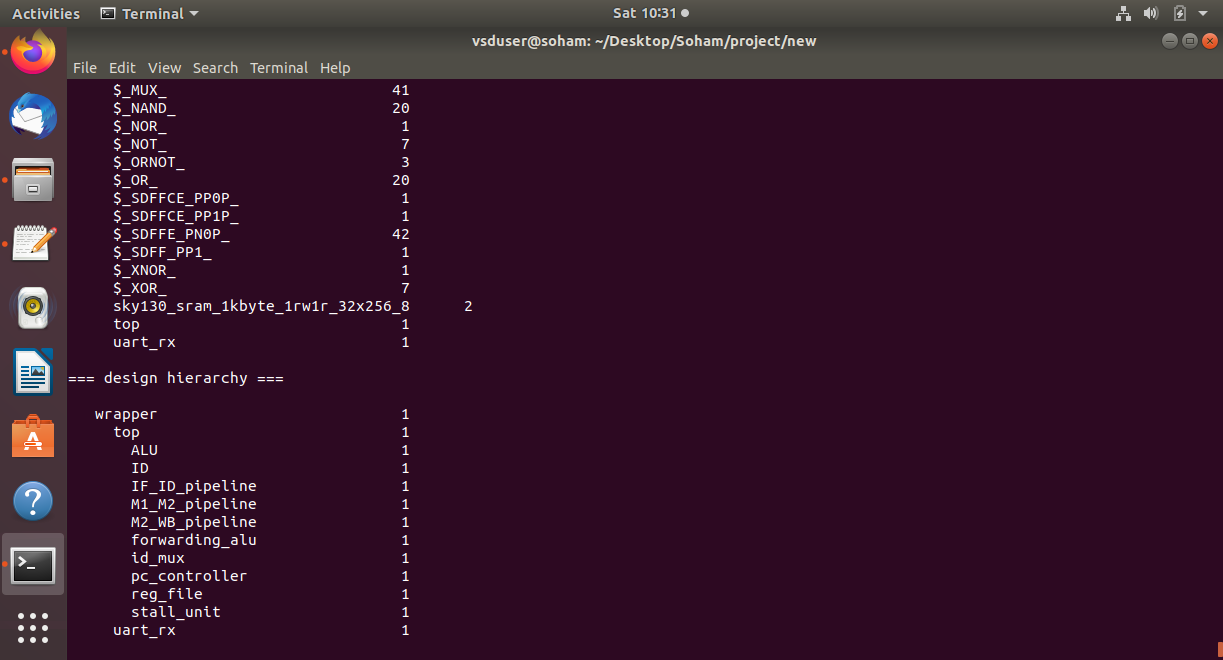 Activities Terminal Sat 10:31
vsduser@soham: ~/Desktop/Soham/project/new
File Edit View Search Terminal Help
$_MUX_ 41
$_NAND_ 20
$_NOR_ 1
$_NOT_ 7
$_ORNOT_ 3
$_OR_ 20
$_SDFFCE_PP0P_ 1
$_SDFFCE_PP1P_ 1
$_SDFFE_PN0P_ 42
$_SDFF_PP1_ 1
$_XNOR_ 1
$_XOR_ 7
sky130_sram_1kbyte_1rw1r_32x256_8 2
top 1
uart_rx 1
=== design hierarchy ===
wrapper 1
top 1
ALU 1
ID 1
IF_ID_pipeline 1
M1_M2_pipeline 1
M2_WB_pipeline 1
forwarding_alu 1
id_mux 1
pc_controller 1
reg_file 1
stall_unit 1
uart_rx 1